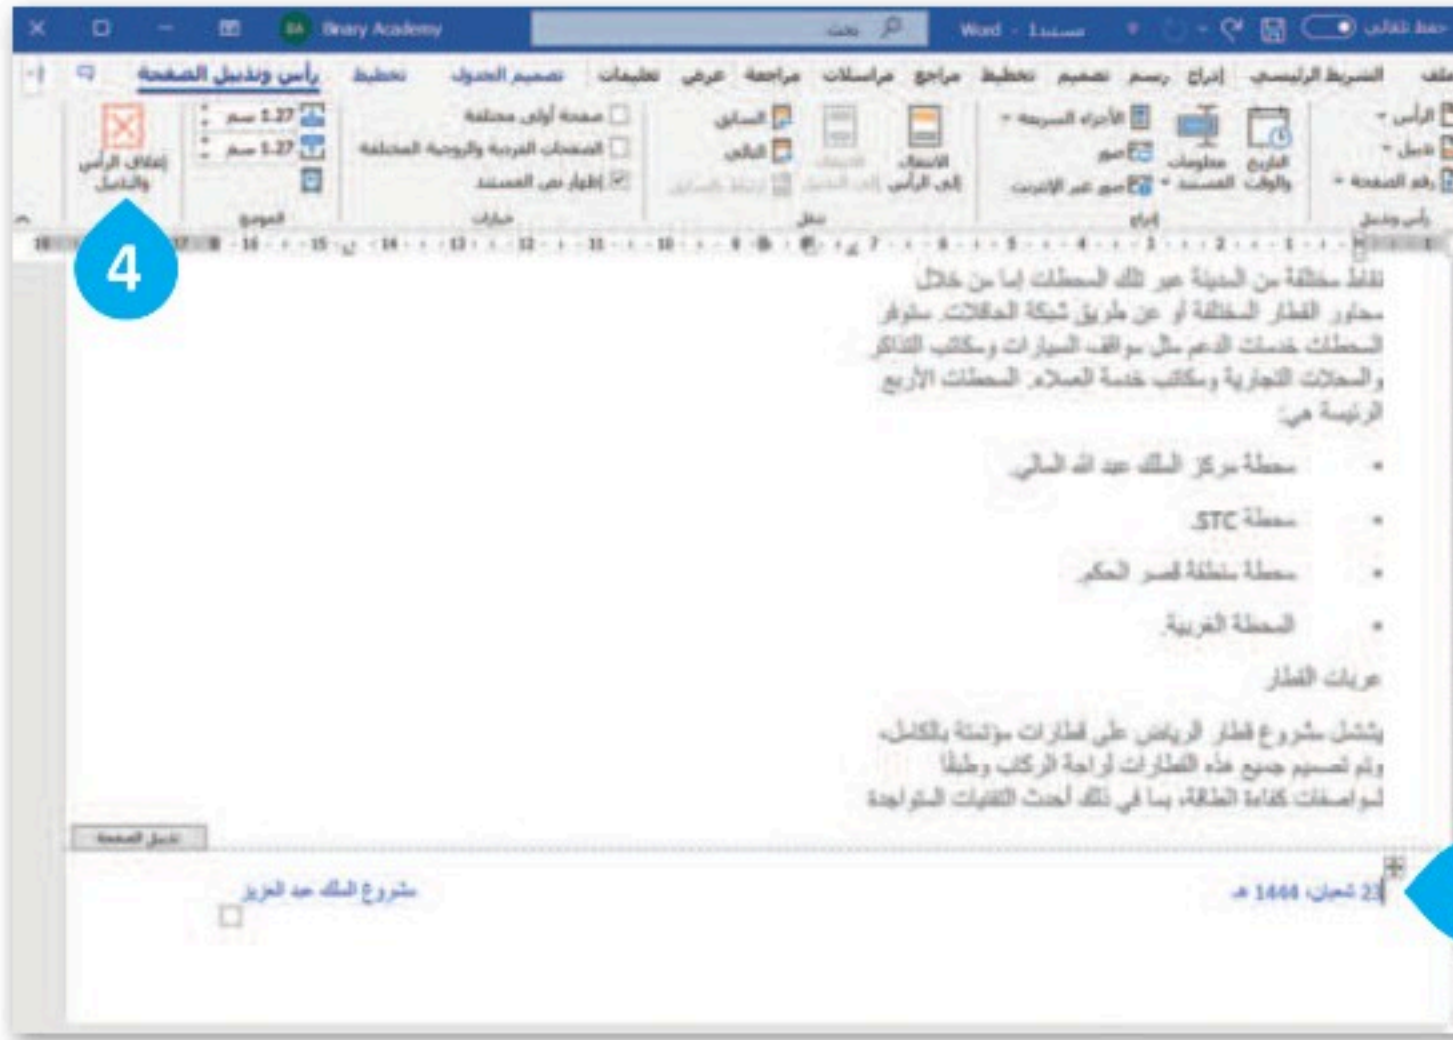 حفظ تلقائي
مستند1 - Word
بحث
Binary Academy
BA
ملف الشريط الرئيسي إدراج رسم تصميم تخطيط مراجع مراسلات مراجعة عرض تعليمات تصميم الجدول تخطيط رأس وتذييل الصفحة
الرأس
تذييل
رقم الصفحة
رأس وتذييل
التاريخ والوقت
معلومات المستند
الأجزاء السريعة
صور
صور عبر الإنترنت
إدراج
الانتقال إلى الرأس
الانتقال إلى التذييل
السابق
التالي
ارتباط بالسابق
تنقل
صفحة أولى مختلفة
الصفحات الفردية والزوجية المختلفة
إظهار نص المستند
خيارات
1.27 سم
1.27 سم
الموضع
إغلاق الرأس والتذييل
4
نقاط مختلفة من المدينة عبر تلك المحطات إما من خلال
محاور القطار المختلفة أو عن طريق شبكة الحافلات. ستوفر
المحطات خدمات الدعم مثل مواقف السيارات ومكاتب التذاكر
والمحلات التجارية ومكاتب خدمة العملاء. المحطات الأربع
الرئيسة هي:
• محطة مركز الملك عبد الله المالي.
• محطة STC.
• محطة منطقة قصر الحكم.
• المحطة الغربية.
عربات القطار
يشتمل مشروع قطار الرياض على قطارات مؤتمتة بالكامل،
وتم تصميم جميع هذه القطارات لراحة الركاب وطبقًا
لمواصفات كفاءة الطاقة، بما في ذلك أحدث التقنيات المتواجدة
تذييل الصفحة
23 شعبان، 1444 هـ
مشروع الملك عبد العزيز